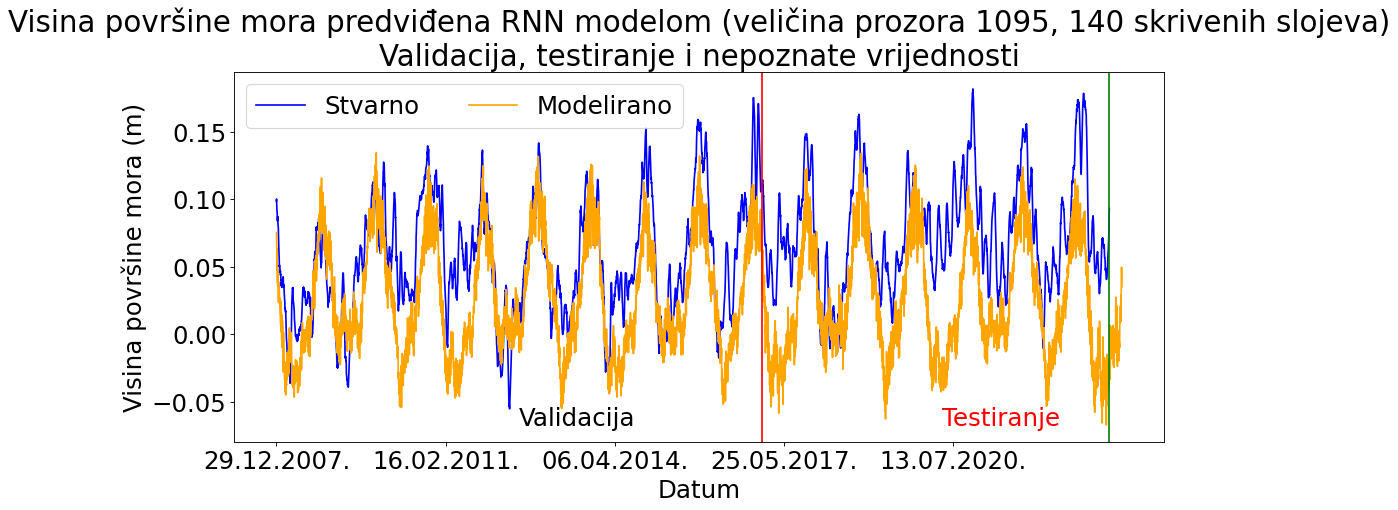 Visina površine mora predviđena RNN modelom (veličina prozora 1095, 140 skrivenih slojeva)
Validacija, testiranje i nepoznate vrijednosti
Stvarno
Modelirano
Visina površine mora (m)
0.15
0.10
0.05
0.00
−0.05
Validacija
Testiranje
29.12.2007.
16.02.2011.
06.04.2014.
25.05.2017.
13.07.2020.
Datum